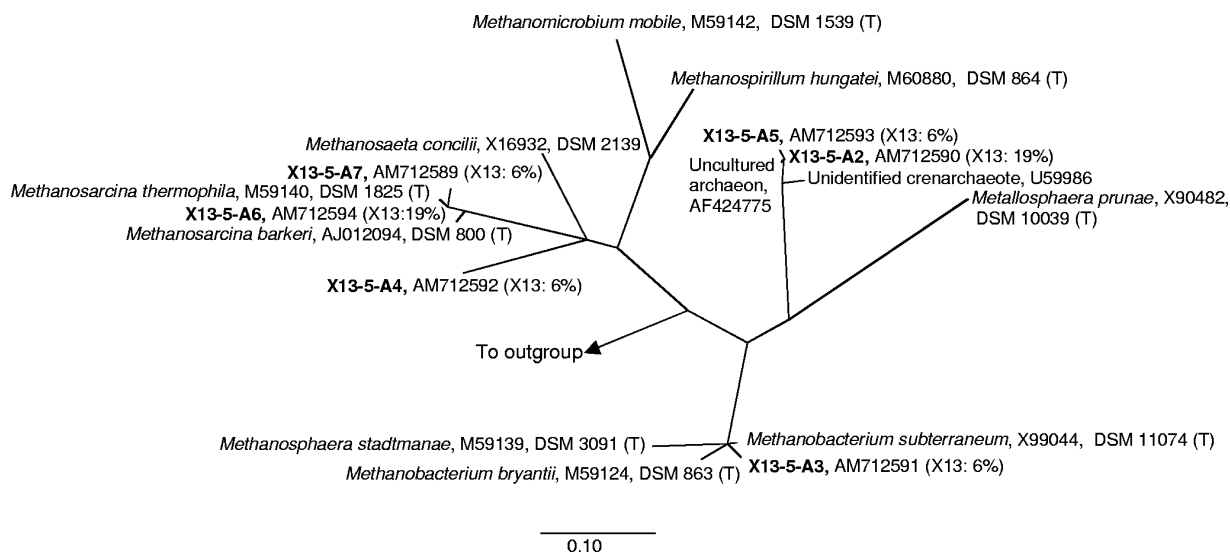 Methanomicrobium mobile, M59142, DSM 1539 (T)
Methanospirillum hungatei, M60880, DSM 864 (T)
Methanosaeta concilii, X16932, DSM 2139
X13-5-A7, AM712589 (X13: 6%)
Methanosarcina thermophila, M59140, DSM 1825 (T)
X13-5-A6, AM712594 (X13:19%)
Methanosarcina barkeri, AJ012094, DSM 800 (T)
X13-5-A4, AM712592 (X13: 6%)
X13-5-A5, AM712593 (X13: 6%)
X13-5-A2, AM712590 (X13: 19%)
Uncultured
archaeon,
AF424775
Unidentified crenarchaeote, U59986
Metallosphaera prunae, X90482,
DSM 10039 (T)
To outgroup
Methanosphaera stadtmanae, M59139, DSM 3091 (T)
Methanobacterium subterraneum, X99044, DSM 11074 (T)
Methanobacterium bryantii, M59124, DSM 863 (T)
X13-5-A3, AM712591 (X13: 6%)
0.10